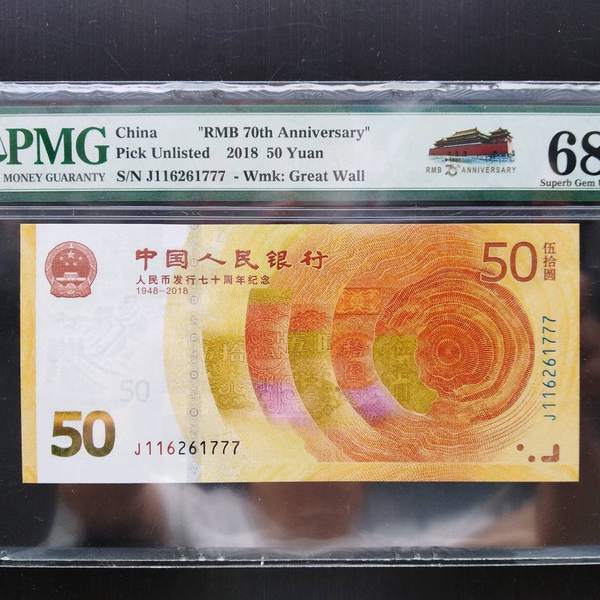 PMG
MONEY GUARANTY
China "RMB 70th Anniversary"
Pick Unlisted 2018 50 Yuan
S/N J116261777 - Wmk: Great Wall
RMB 70 ANNIVERSARY
68
Superb Gem
中国人民银行
人民币发行七十周年纪念
1948-2018
50
伍拾圆
50
50
J116261777
J116261777